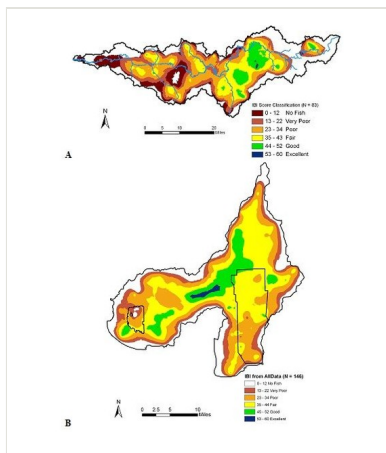 IBI Score Classification (N = 83)
0 - 12 No Fish
13 - 22 Very Poor
23 - 34 Poor
35 - 43 Fair
44 - 52 Good
53 - 60 Excellent
N
0 5 10 20
Miles
A
IBI from AllData (N = 146)
0 - 12 No Fish
13 - 22 Very Poor
23 - 34 Poor
35 - 44 Fair
45 - 52 Good
53 - 60 Excellent
N
0 2.5 5 10
Miles
B